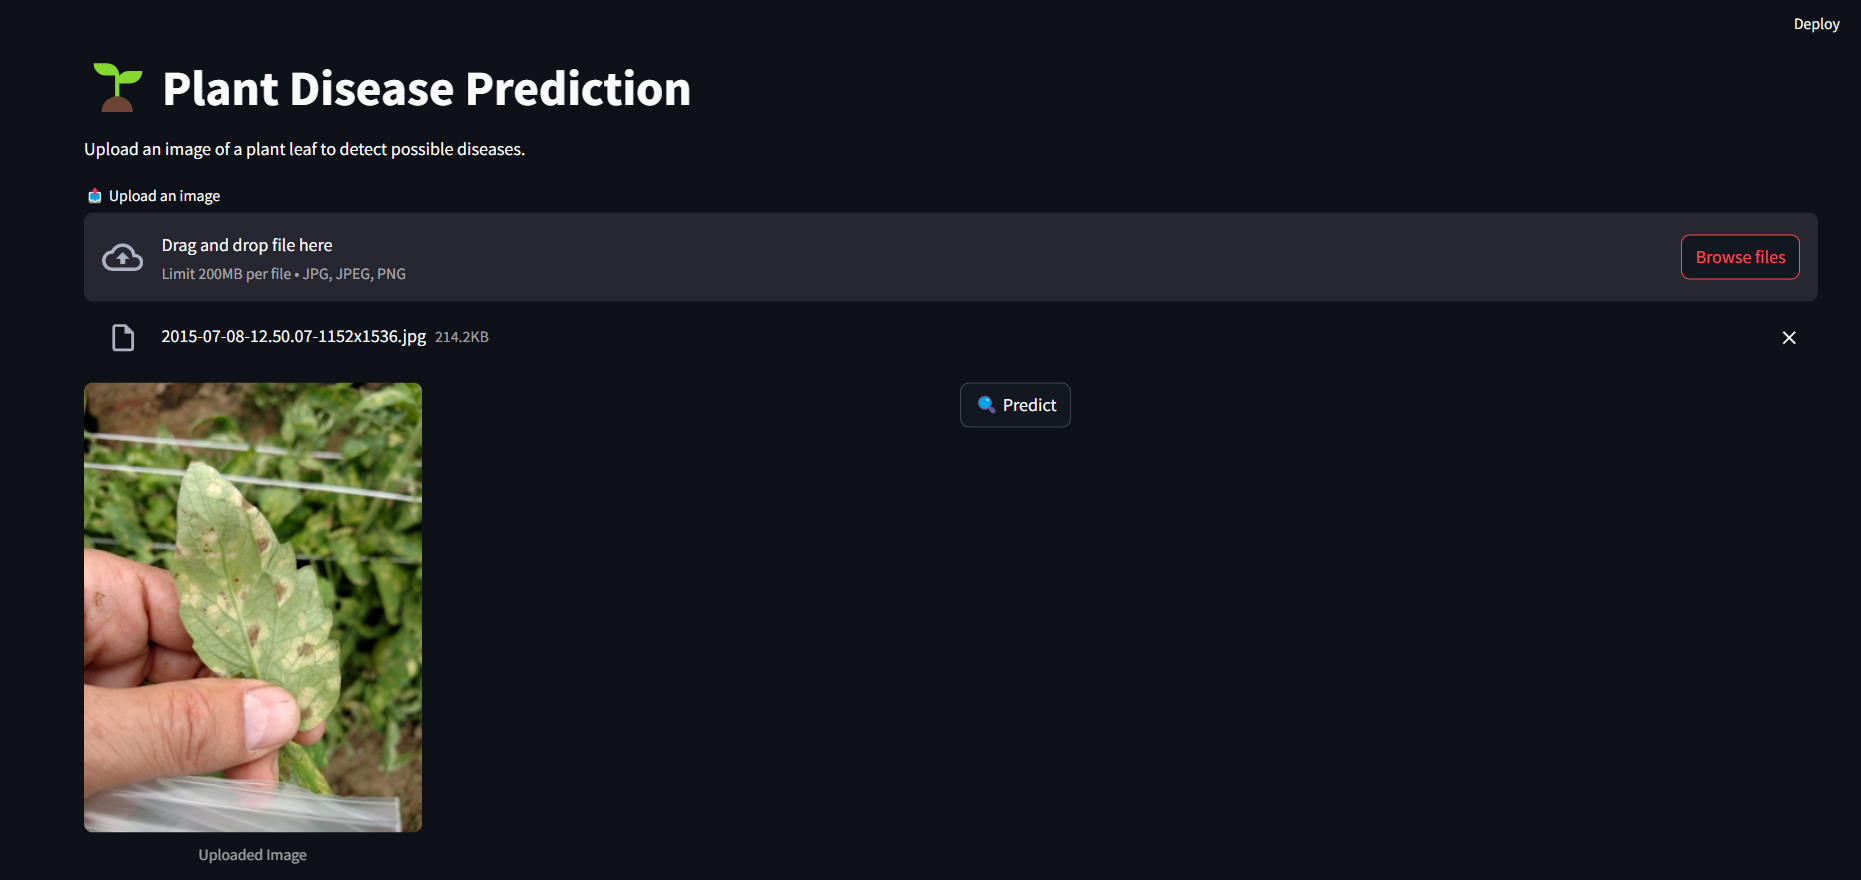 Deploy
Plant Disease Prediction
Upload an image of a plant leaf to detect possible diseases.
Upload an image
Drag and drop file here
Limit 200MB per file • JPG, JPEG, PNG
Browse files
2015-07-08-12.50.07-1152x1536.jpg 214.2KB
Predict
Uploaded Image